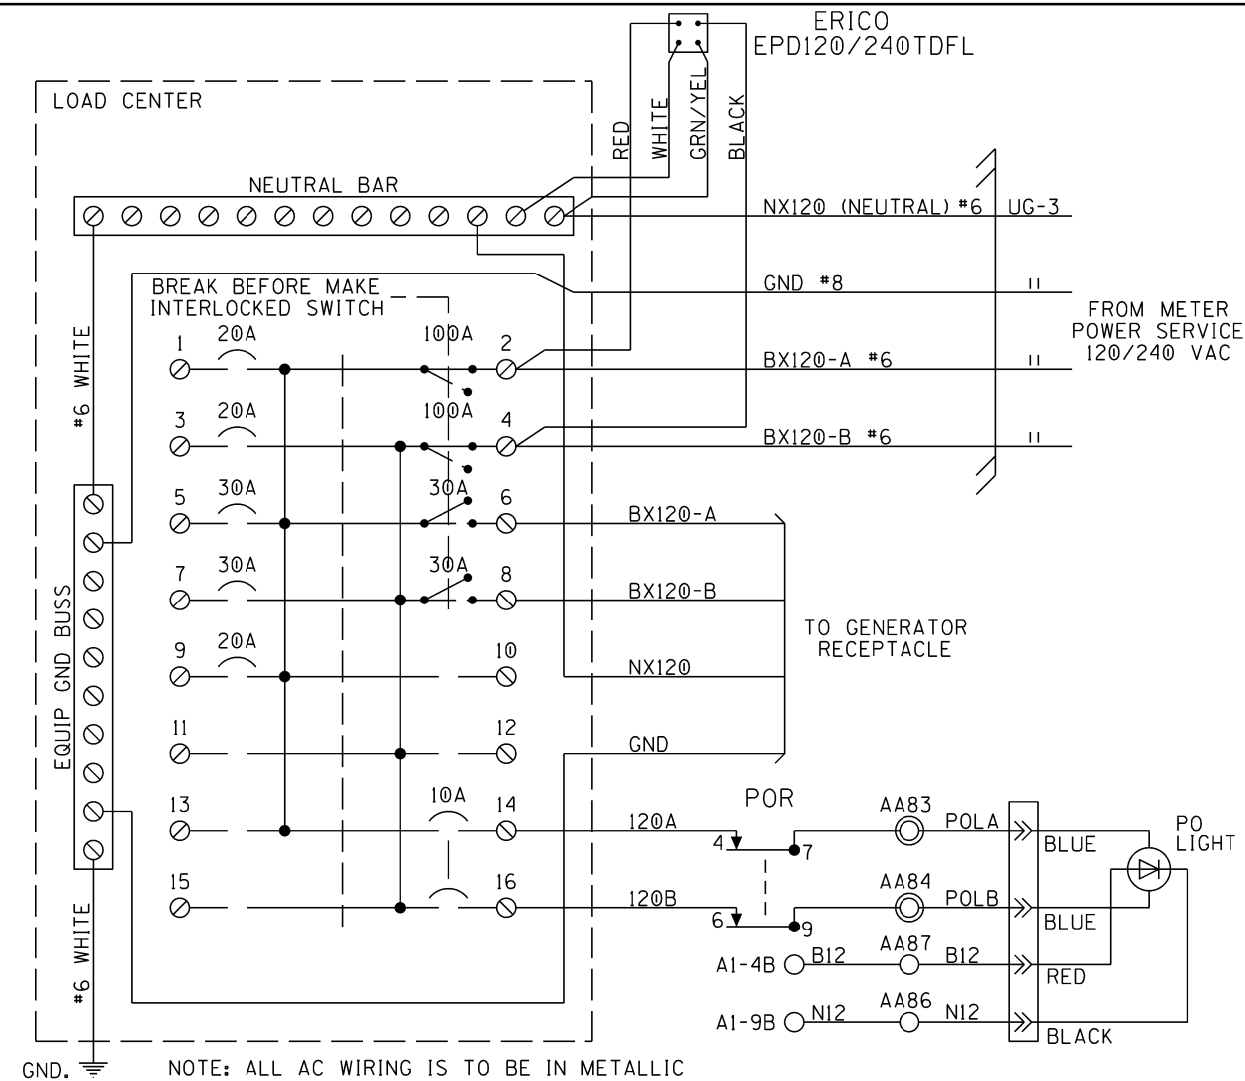 ERICO
EPD120/240TDFL
LOAD CENTER
RED
WHITE
GRN/YEL
BLACK
NEUTRAL BAR
NX120 (NEUTRAL) #6
UG-3
BREAK BEFORE MAKE
INTERLOCKED SWITCH
GND #8
"
FROM METER
POWER SERVICE
120/240 VAC
#6 WHITE
1
20A
100A
2
BX120-A #6
"
3
20A
100A
4
BX120-B #6
"
5
30A
30A
6
BX120-A
7
30A
30A
8
BX120-B
EQUIP GND BUSS
TO GENERATOR
RECEPTACLE
9
20A
10
NX120
11
12
GND
13
10A
14
120A
POR
4
7
AA83
POLA
BLUE
PO
LIGHT
15
16
120B
6
9
AA84
POLB
BLUE
#6 WHITE
A1-4B
B12
AA87
B12
RED
A1-9B
N12
AA86
N12
BLACK
GND.
NOTE: ALL AC WIRING IS TO BE IN METALLIC